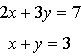 2x + 3y = 7
x + y = 3